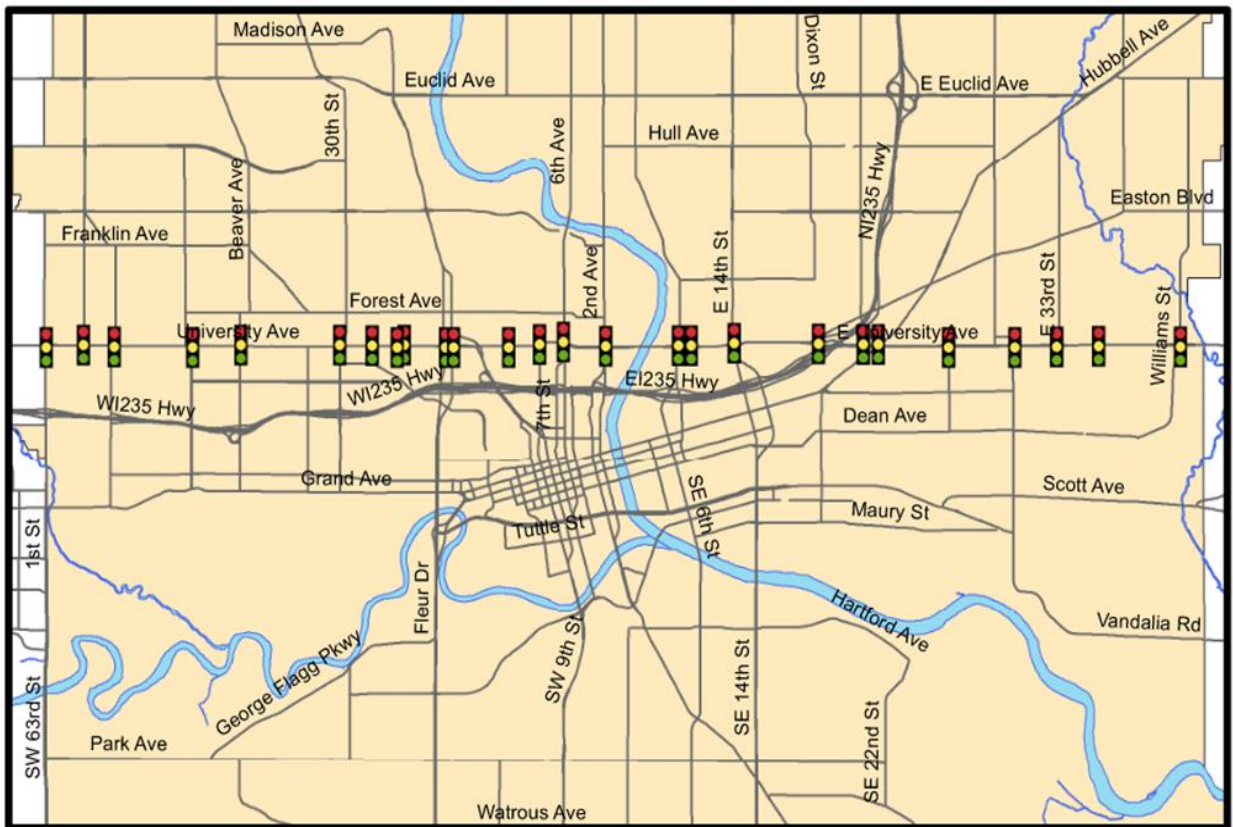 Madison Ave
Dixon St
Hubbell Ave
Euclid Ave
E Euclid Ave
30th St
6th Ave
Hull Ave
NI235 Hwy
Beaver Ave
Easton Blvd
Franklin Ave
2nd Ave
E 14th St
E 33rd St
Forest Ave
University Ave
E University Ave
Williams St
WI235 Hwy
WI235 Hwy
EI235 Hwy
7th St
Dean Ave
Grand Ave
SE 6th St
Scott Ave
Maury St
Tuttle St
1st St
Fleur Dr
Hartford Ave
Vandalia Rd
George Flagg Pkwy
SW 9th St
SE 14th St
SW 63rd St
Park Ave
SE 22nd St
Watrous Ave